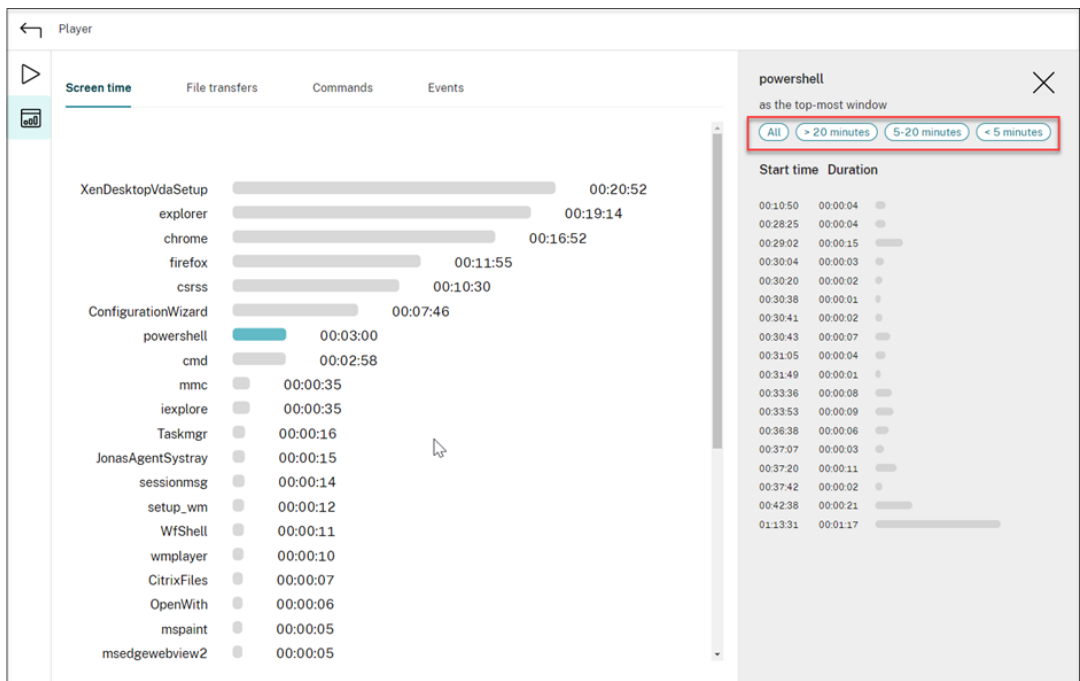 Player
Screen time File transfers Commands Events
XenDesktopVdaSetup 00:20:52
explorer 00:19:14
chrome 00:16:52
firefox 00:11:55
csrss 00:10:30
ConfigurationWizard 00:07:46
powershell 00:03:00
cmd 00:02:58
mmc 00:00:35
iexplore 00:00:35
Taskmgr 00:00:16
JonasAgentSystray 00:00:15
sessionmsg 00:00:14
setup_wm 00:00:12
WfShell 00:00:11
wmplayer 00:00:10
CitrixFiles 00:00:07
OpenWith 00:00:06
mspaint 00:00:05
msedgewebview2 00:00:05
powershell
as the top-most window
All > 20 minutes 5-20 minutes < 5 minutes
Start time Duration
00:10:50 00:00:04
00:28:25 00:00:04
00:29:02 00:00:15
00:30:04 00:00:03
00:30:20 00:00:02
00:30:38 00:00:01
00:30:41 00:00:02
00:30:43 00:00:07
00:31:05 00:00:04
00:31:49 00:00:01
00:33:36 00:00:08
00:33:53 00:00:09
00:36:38 00:00:06
00:37:07 00:00:03
00:37:20 00:00:11
00:37:42 00:00:02
00:42:38 00:00:21
01:13:31 00:01:17